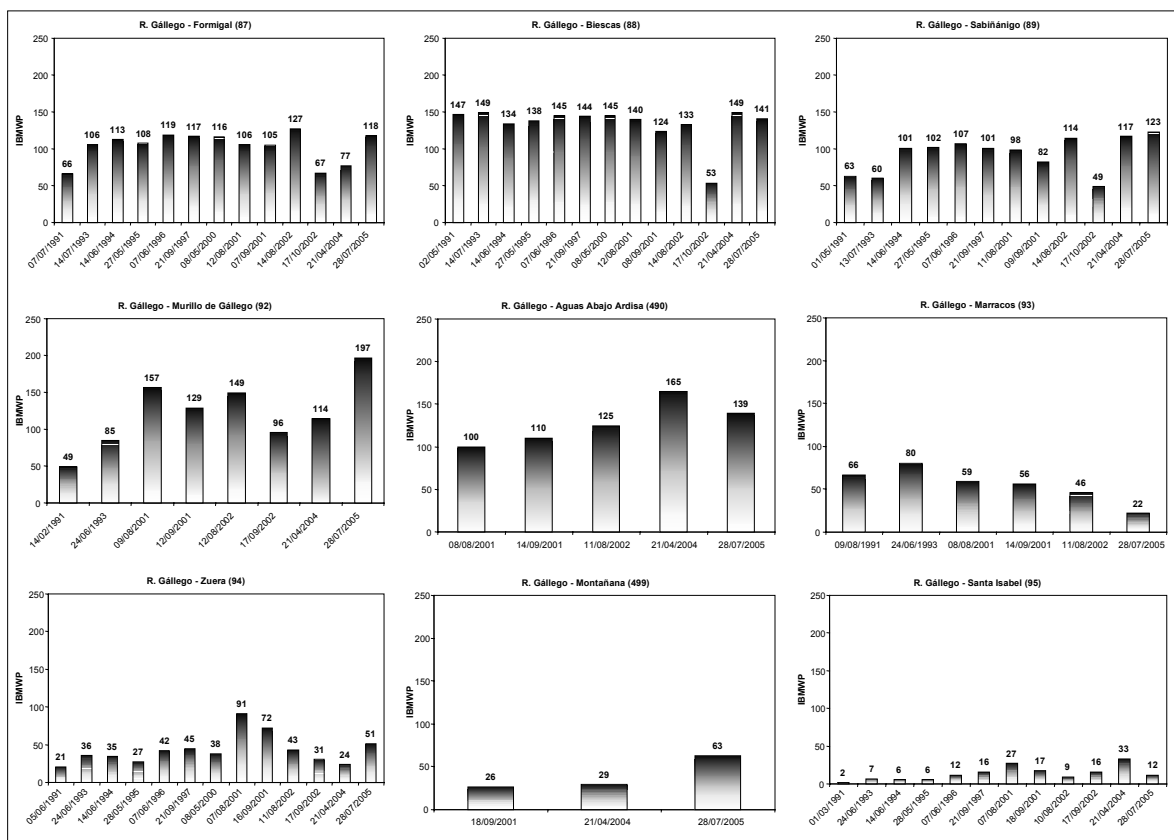 R. Gállego - Formigal (87)
250
200
150
100
50
0
IBMWP
66 106 113 108 119 117 116 106 105 127 67 77 118
07/07/1991 14/07/1993 14/06/1994 27/05/1995 07/06/1996 21/09/1997 08/05/2000 12/08/2001 07/09/2001 14/08/2002 17/10/2002 21/04/2004 28/07/2005
R. Gállego - Biescas (88)
250
200
150
100
50
0
IBMWP
147 149 134 138 145 144 145 140 124 133 53 149 141
02/05/1991 14/07/1993 14/06/1994 27/05/1995 07/06/1996 21/09/1997 08/05/2000 12/08/2001 08/09/2001 14/08/2002 17/10/2002 21/04/2004 28/07/2005
R. Gállego - Sabiñánigo (89)
250
200
150
100
50
0
IBMWP
63 60 101 102 107 101 98 82 114 49 117 123
01/05/1991 13/07/1993 14/06/1994 27/05/1995 07/06/1996 21/09/1997 11/08/2001 09/09/2001 14/08/2002 17/10/2002 21/04/2004 28/07/2005
R. Gállego - Murillo de Gállego (92)
250
200
150
100
50
0
IBMWP
49 85 157 129 149 96 114 197
14/02/1991 24/06/1993 09/08/2001 12/09/2001 12/08/2002 17/09/2002 21/04/2004 28/07/2005
R. Gállego - Aguas Abajo Ardisa (490)
250
200
150
100
50
0
IBMWP
100 110 125 165 139
08/08/2001 14/09/2001 11/08/2002 21/04/2004 28/07/2005
R. Gállego - Marracos (93)
250
200
150
100
50
0
IBMWP
66 80 59 56 46 22
09/08/1991 24/06/1993 08/08/2001 14/09/2001 11/08/2002 28/07/2005
R. Gállego - Zuera (94)
250
200
150
100
50
0
IBMWP
21 36 35 27 42 45 38 91 72 43 31 24 51
05/06/1991 24/06/1993 14/06/1994 28/05/1995 07/06/1996 21/09/1997 08/05/2000 07/08/2001 18/09/2001 11/08/2002 17/09/2002 21/04/2004 28/07/2005
R. Gállego - Montañana (499)
250
200
150
100
50
0
IBMWP
26 29 63
18/09/2001 21/04/2004 28/07/2005
R. Gállego - Santa Isabel (95)
250
200
150
100
50
0
IBMWP
2 7 6 6 12 16 27 17 9 16 33 12
01/03/1991 24/06/1993 14/06/1994 28/05/1995 07/06/1996 21/09/1997 07/08/2001 18/09/2001 10/08/2002 17/09/2002 21/04/2004 28/07/2005